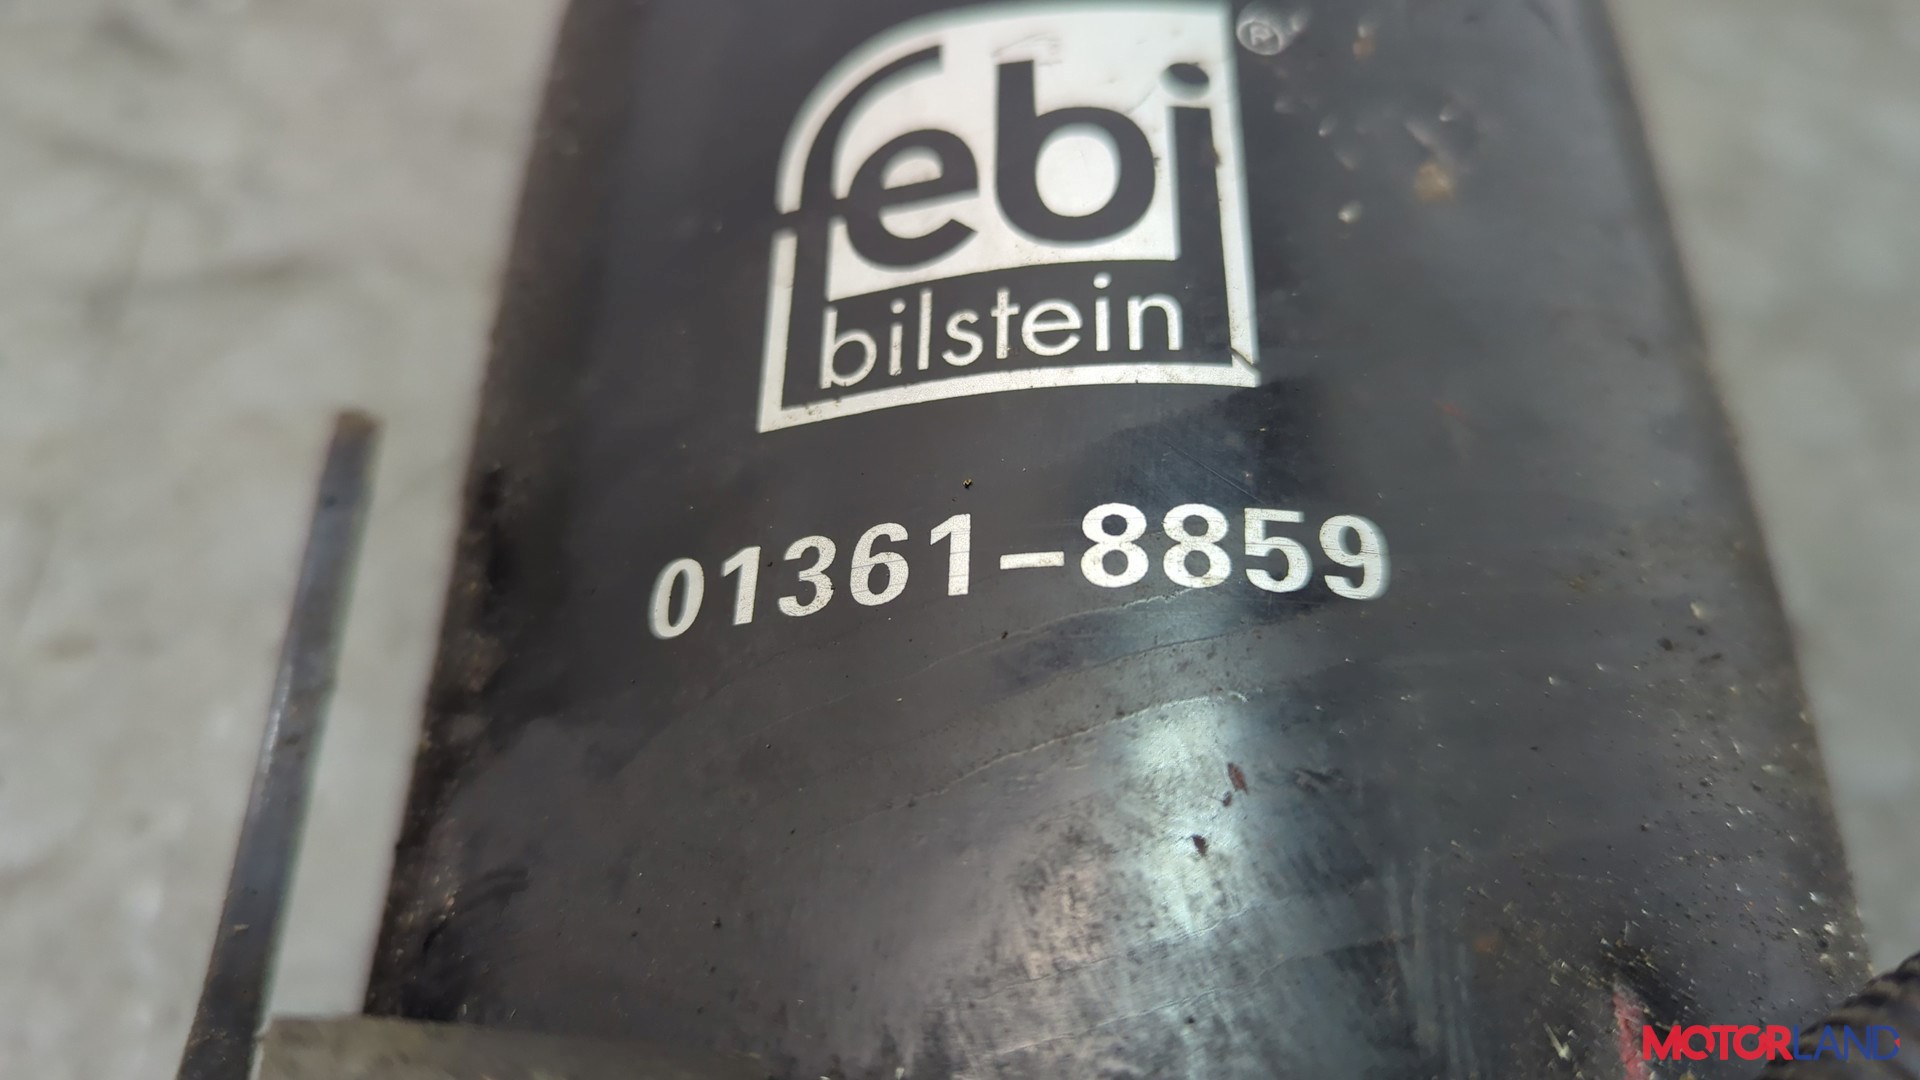 febi®
bilstein
01361-8859
MOTORLAND